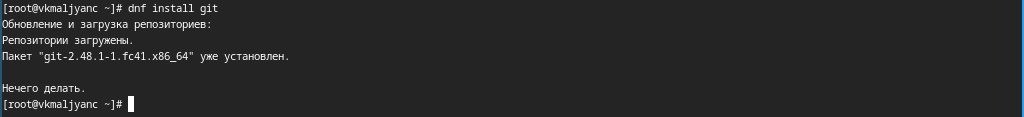 [root@vkmaljyanc ~]# dnf install git
Обновление и загрузка репозиториев:
Репозитории загружены.
Пакет "git-2.48.1-1.fc41.x86_64" уже установлен.
Нечего делать.
[root@vkmaljyanc ~]#